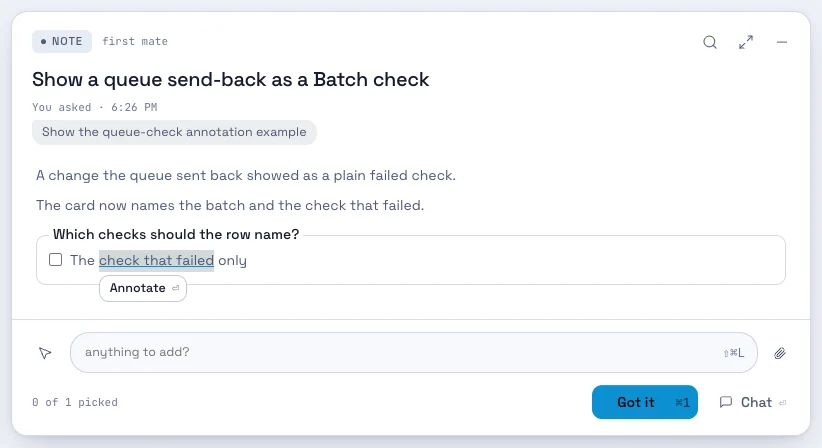 • NOTE first mate
Show a queue send-back as a Batch check
You asked · 6:26 PM
Show the queue-check annotation example
A change the queue sent back showed as a plain failed check.
The card now names the batch and the check that failed.
Which checks should the row name?
The check that failed only
Annotate ⏎
anything to add? ⇧⌘L
0 of 1 picked
Got it ⌘1
Chat ⏎